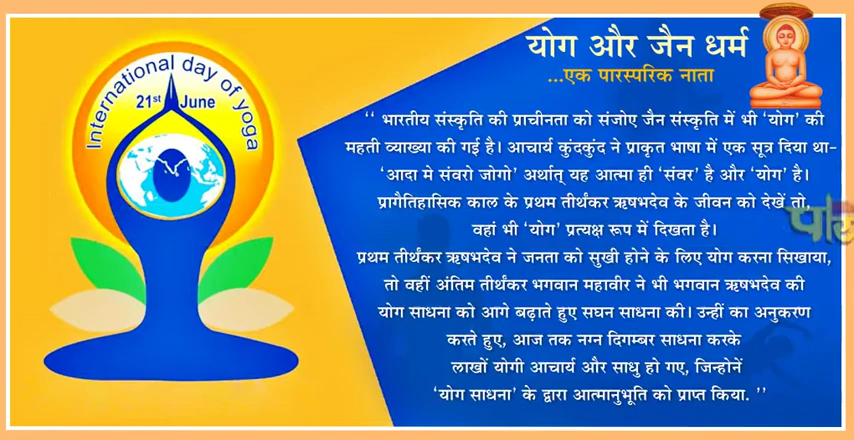 International day of yoga
21st June
योग और जैन धर्म
...एक पारस्परिक नाता
‘‘ भारतीय संस्कृति की प्राचीनता को संजोए जैन संस्कृति में भी ‘योग’ की
महती व्याख्या की गई है। आचार्य कुंदकुंद ने प्राकृत भाषा में एक सूत्र दिया था-
‘आदा मे संवरो जोगो’ अर्थात् यह आत्मा ही ‘संवर’ है और ‘योग’ है।
प्रागैतिहासिक काल के प्रथम तीर्थंकर ऋषभदेव के जीवन को देखें तो,
वहां भी ‘योग’ प्रत्यक्ष रूप में दिखता है।
प्रथम तीर्थंकर ऋषभदेव ने जनता को सुखी होने के लिए योग करना सिखाया,
तो वहीं अंतिम तीर्थंकर भगवान महावीर ने भी भगवान ऋषभदेव की
योग साधना को आगे बढ़ाते हुए सघन साधना की। उन्हीं का अनुकरण
करते हुए, आज तक नग्न दिगम्बर साधना करके
लाखों योगी आचार्य और साधु हो गए, जिन्होनें
‘योग साधना’ के द्वारा आत्मानुभूति को प्राप्त किया. ’’